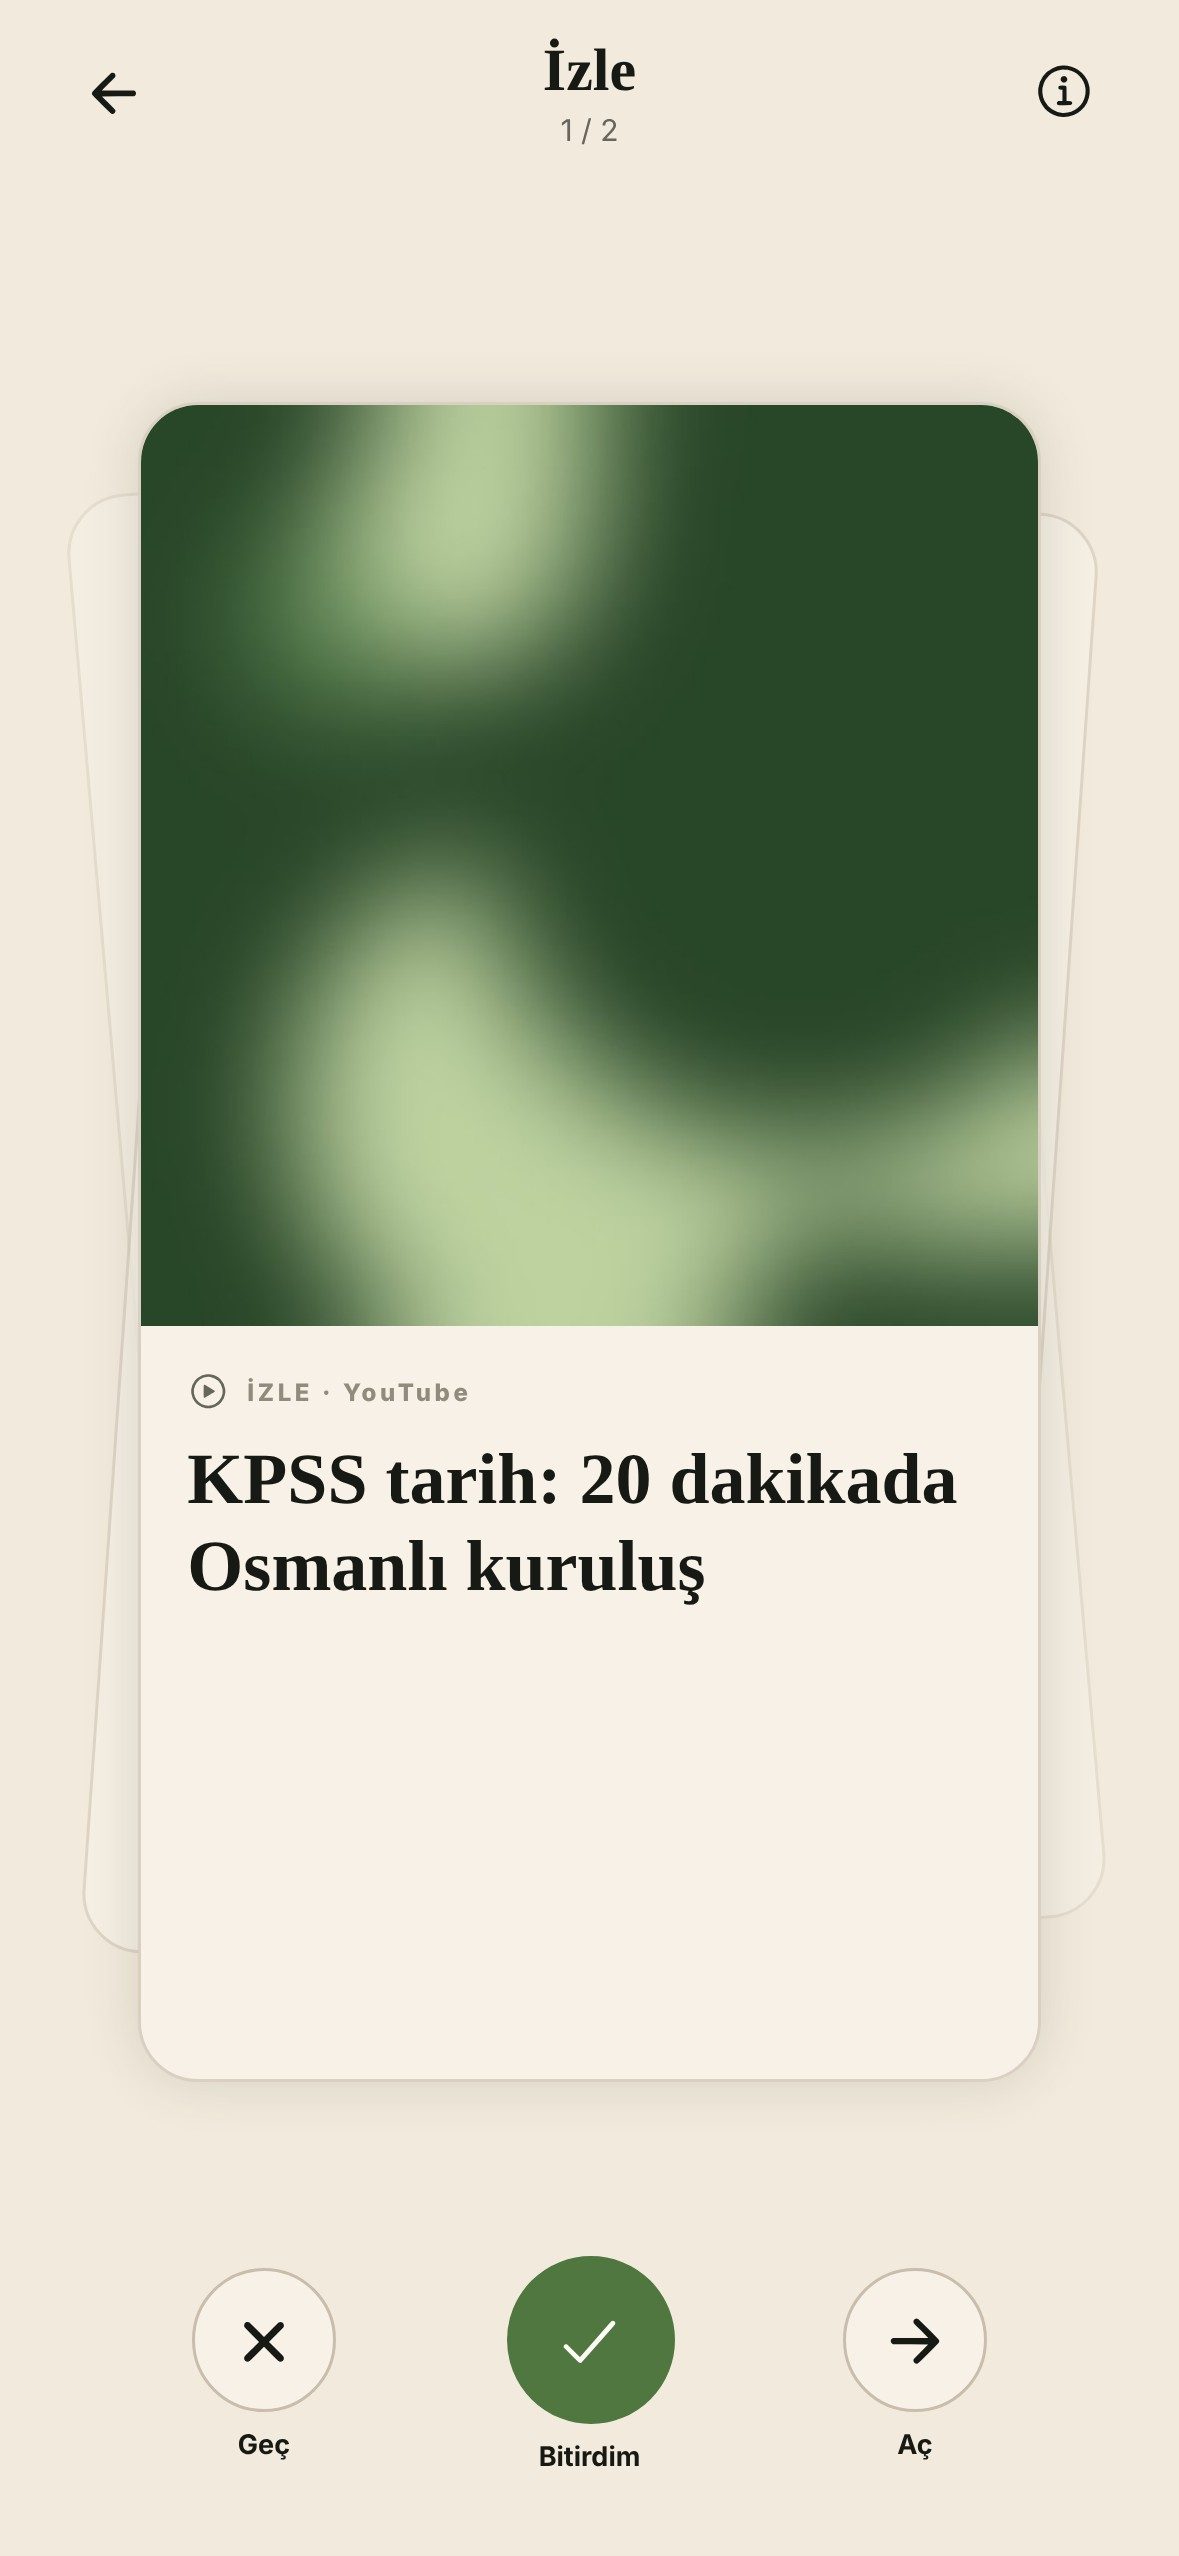 İzle
1 / 2
İZLE · YouTube
KPSS tarih: 20 dakikada
Osmanlı kuruluş
Geç
Bitirdim
Aç